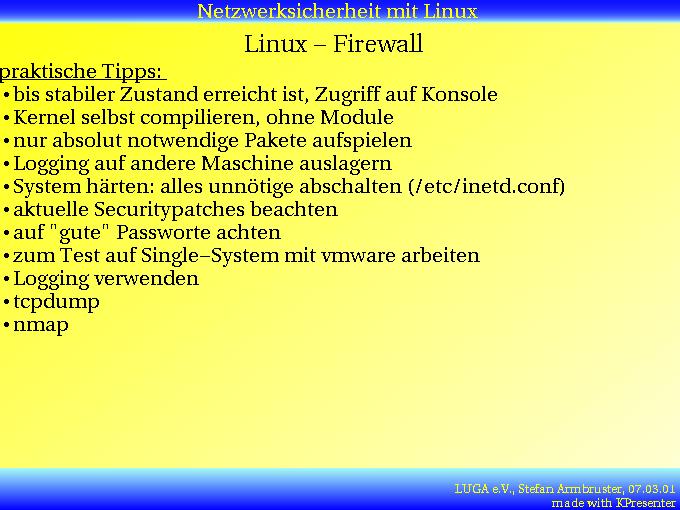 Netzwerksicherheit mit Linux
Linux – Firewall
praktische Tipps:
•bis stabiler Zustand erreicht ist, Zugriff auf Konsole
•Kernel selbst compilieren, ohne Module
•nur absolut notwendige Pakete aufspielen
•Logging auf andere Maschine auslagern
•System härten: alles unnötige abschalten (/etc/inetd.conf)
•aktuelle Securitypatches beachten
•auf "gute" Passworte achten
•zum Test auf Single–System mit vmware arbeiten
•Logging verwenden
•tcpdump
•nmap
LUGA e.V., Stefan Armbruster, 07.03.01
made with KPresenter